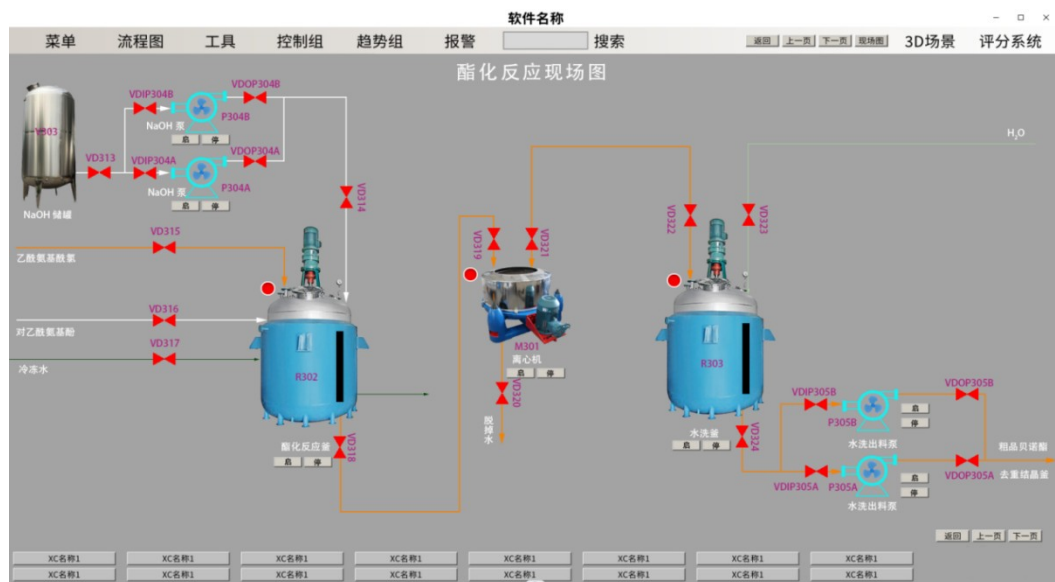 软件名称
菜单 流程图 工具 控制组 趋势组 报警 搜索 返回 上一页 下一页 现场图 3D场景 评分系统
酯化反应现场图
VDIP304B VDOP304B
P304B
NaOH 泵
启 停
V303
VD313 VDIP304A VDOP304A
P304A
NaOH 泵
启 停
NaOH 储罐
VD314
H₂O
VD315
乙酰氨基酰氯
VD319 VD321 VD322 VD323
VD316
对乙酰氨基酚
VD317
冷冻水
R302
M301
离心机
启 停
R303
VD320
脱掉水
酯化反应釜
启 停
VD318
水洗釜
启 停
VD324
VDIP305B VDOP305B
P305B
启
停
水洗出料泵
粗品贝诺酯
VDIP305A P305A VDOP305A 去重结晶釜
启
停
水洗出料泵
返回 上一页 下一页
XC名称1 XC名称1 XC名称1 XC名称1 XC名称1 XC名称1 XC名称1 XC名称1
XC名称1 XC名称1 XC名称1 XC名称1 XC名称1 XC名称1 XC名称1 XC名称1